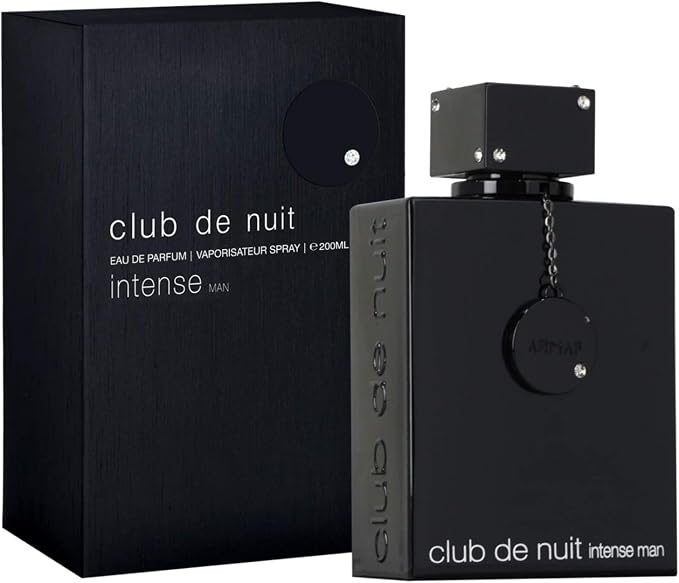 club de nuit
EAU DE PARFUM | VAPORISATEUR SPRAY | ℮200ML
intense MAN
club de nuit
ARMAF
club de nuit intense man